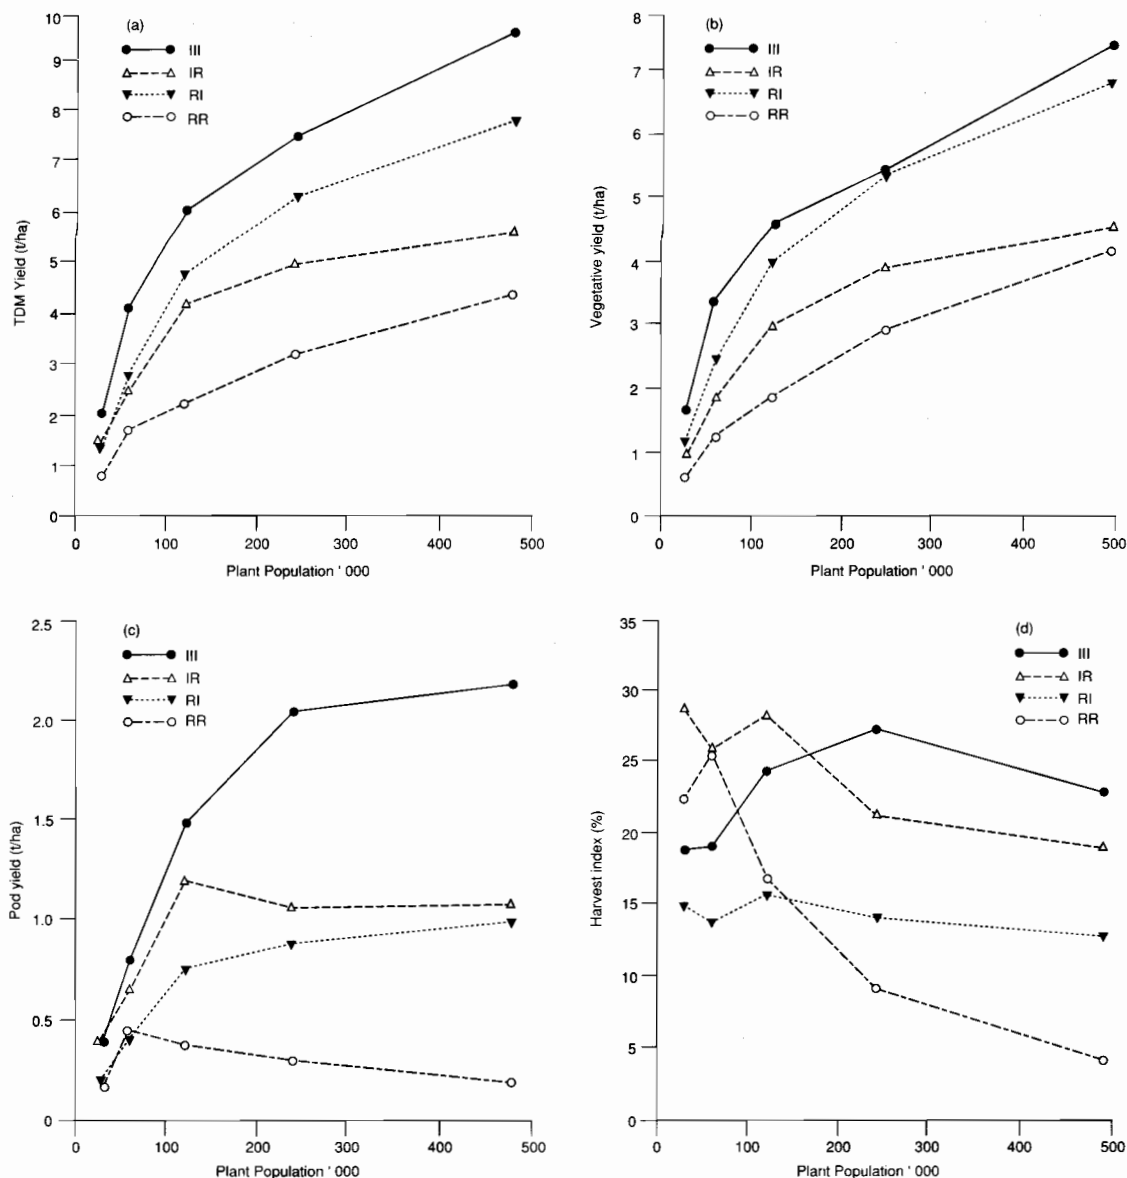 (a)
III
IR
RI
RR
10
9
8
7
6
5
4
3
2
1
0
TDM Yield (t/ha)
0 100 200 300 400 500
Plant Population ' 000
(b)
III
IR
RI
RR
8
7
6
5
4
3
2
1
0
Vegetative yield (t/ha)
0 100 200 300 400 500
Plant Population ' 000
(c)
III
IR
RI
RR
2.5
2.0
1.5
1.0
0.5
0
Pod yield (t/ha)
0 100 200 300 400 500
Plant Population ' 000
(d)
III
IR
RI
RR
35
30
25
20
15
10
5
0
Harvest index (%)
0 100 200 300 400 500
Plant Population ' 000